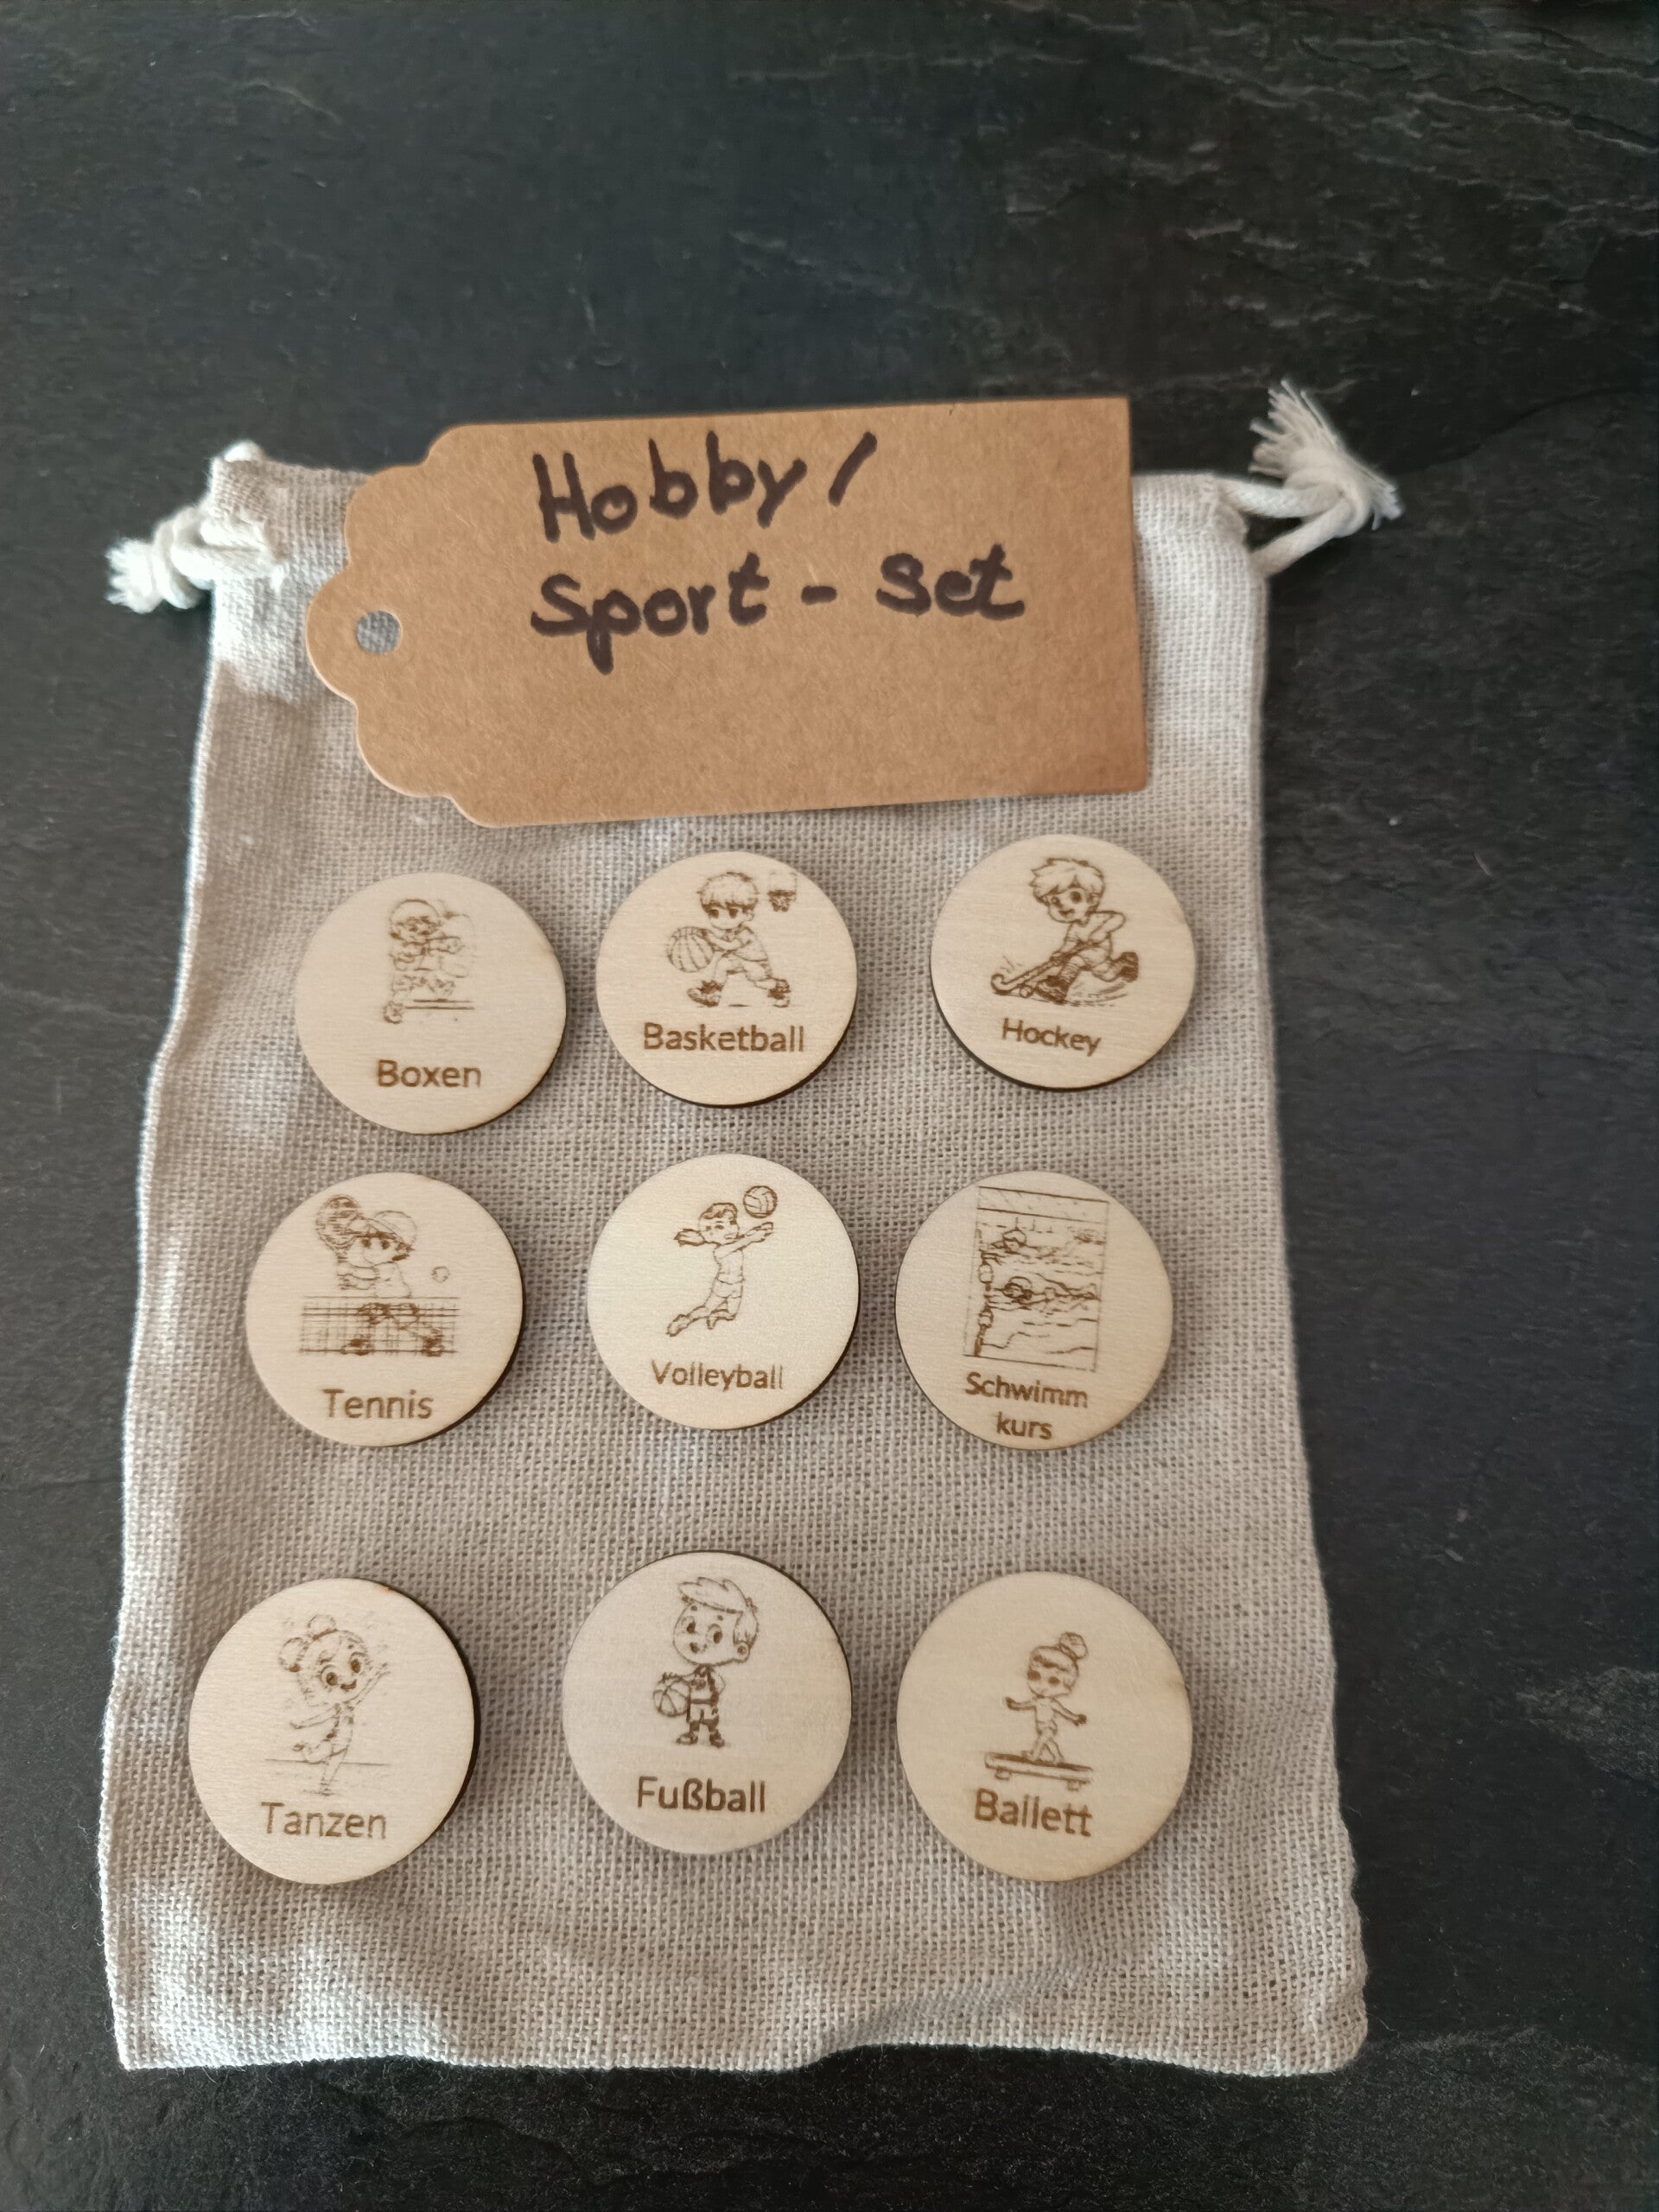 Hobby/
Sport - Set
Boxen
Basketball
Hockey
Tennis
Volleyball
Schwimm
kurs
Tanzen
Fußball
Ballett